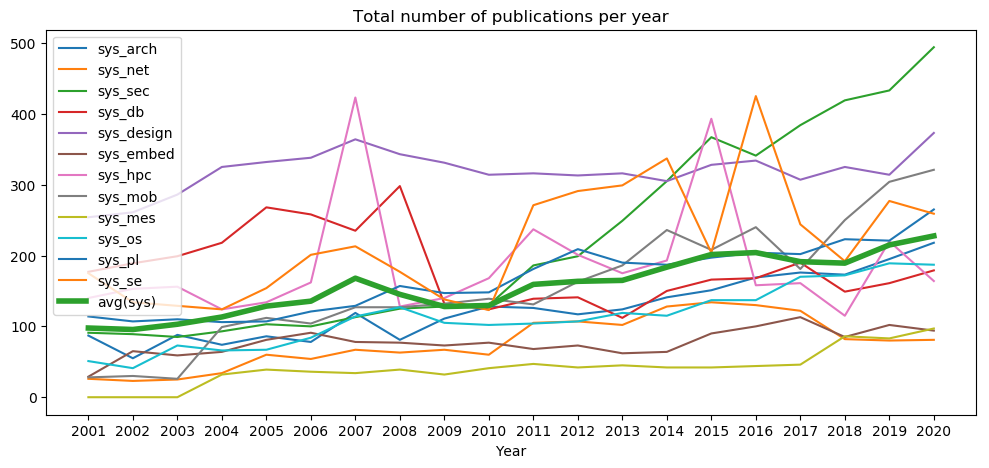 Total number of publications per year
500
400
300
200
100
0
sys_arch
sys_net
sys_sec
sys_db
sys_design
sys_embed
sys_hpc
sys_mob
sys_mes
sys_os
sys_pl
sys_se
avg(sys)
2001 2002 2003 2004 2005 2006 2007 2008 2009 2010 2011 2012 2013 2014 2015 2016 2017 2018 2019 2020
Year